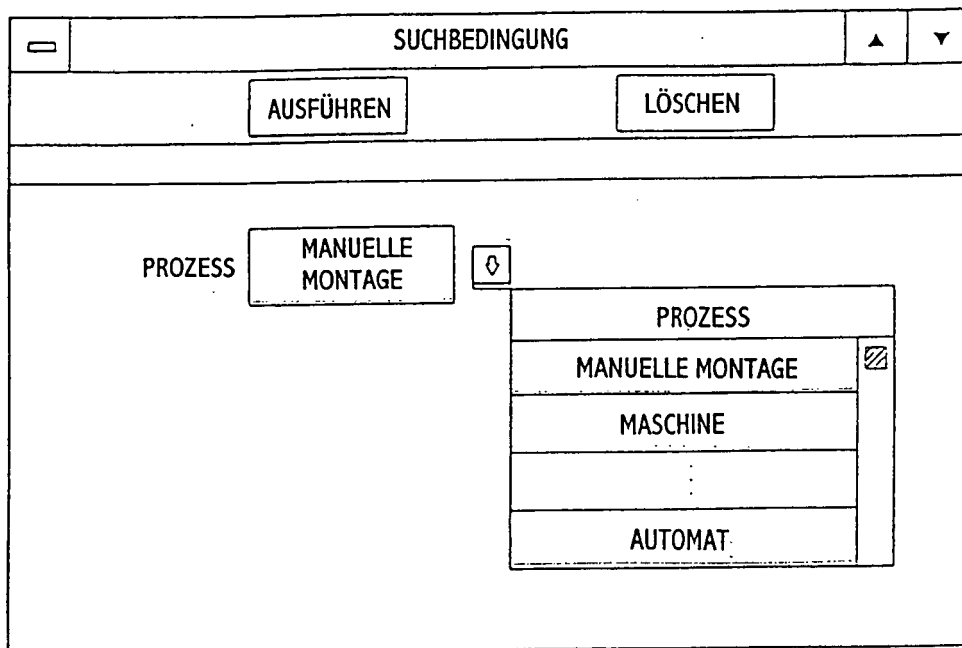 SUCHBEDINGUNG
AUSFÜHREN
LÖSCHEN
PROZESS
MANUELLE
MONTAGE
PROZESS
MANUELLE MONTAGE
MASCHINE
AUTOMAT